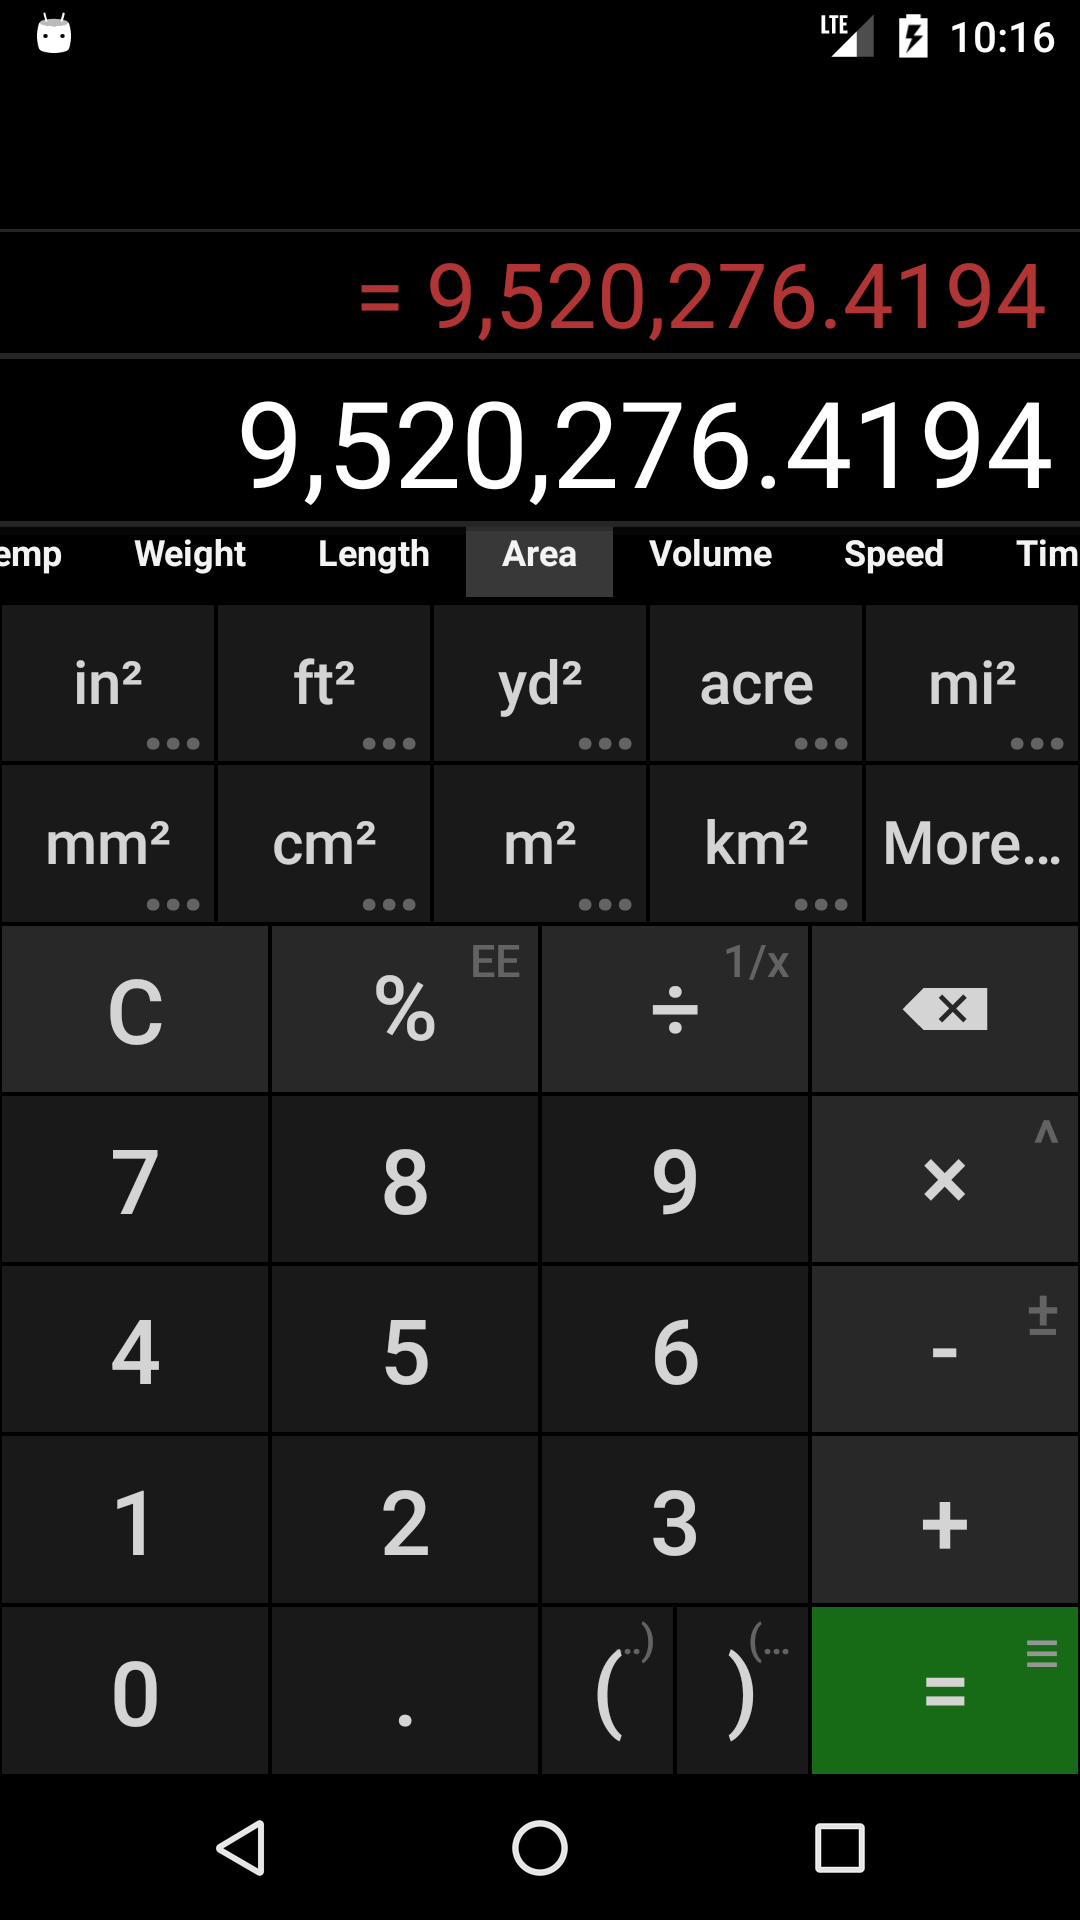 LTE 10:16
= 9,520,276.4194
9,520,276.4194
emp Weight Length Area Volume Speed Tim
in² ft² yd² acre mi²
mm² cm² m² km² More...
C % EE ÷ 1/x
7 8 9 × ^
4 5 6 - ±
1 2 3 +
0 . ( ..) ) (... =